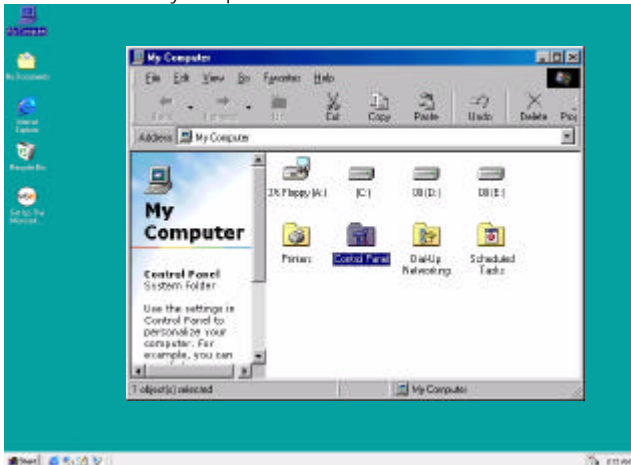 My Computer
My Documents
Internet
Explorer
Recycle Bin
My Computer
File Edit View Go Favorites Help
Cut Copy Paste Undo Delete
Address My Computer
3½ Floppy (A:) (C:) (D:) (E:)
My
Computer
Printers Control Panel Dial-Up
Networking Scheduled
Tasks
Control Panel
System Folder
Use the settings in
Control Panel to
personalize your
computer. For
example, you can
1 object(s) selected My Computer
Start